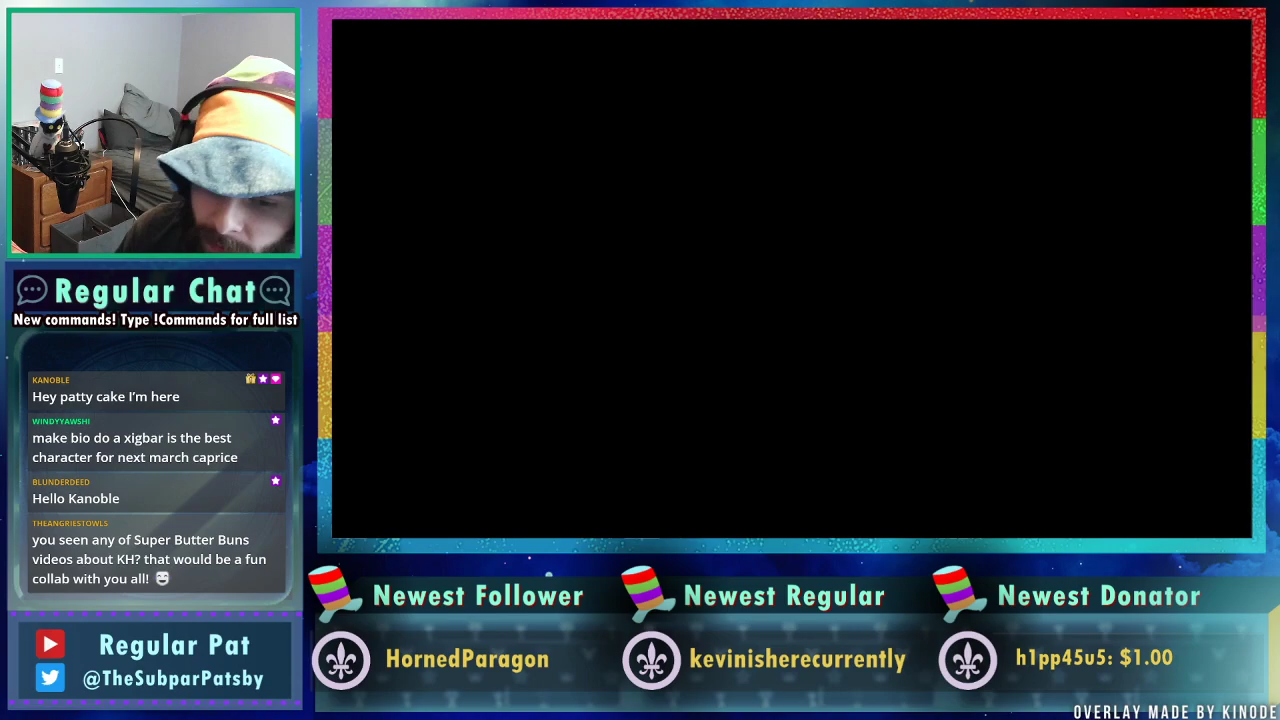 Regular Chat
New commands! Type !Commands for full list
KANOBLE
Hey patty cake I'm here
WINDYYAWSHI
make bio do a xigbar is the best
character for next march caprice
BLUNDERDEED
Hello Kanoble
THEANGRIESTOWLS
you seen any of Super Butter Buns
videos about KH? that would be a fun
collab with you all!
Regular Pat
@TheSubparPatsby
Newest Follower
HornedParagon
Newest Regular
kevinisherecurrently
Newest Donator
h1pp45u5: $1.00
OVERLAY MADE BY KINODE